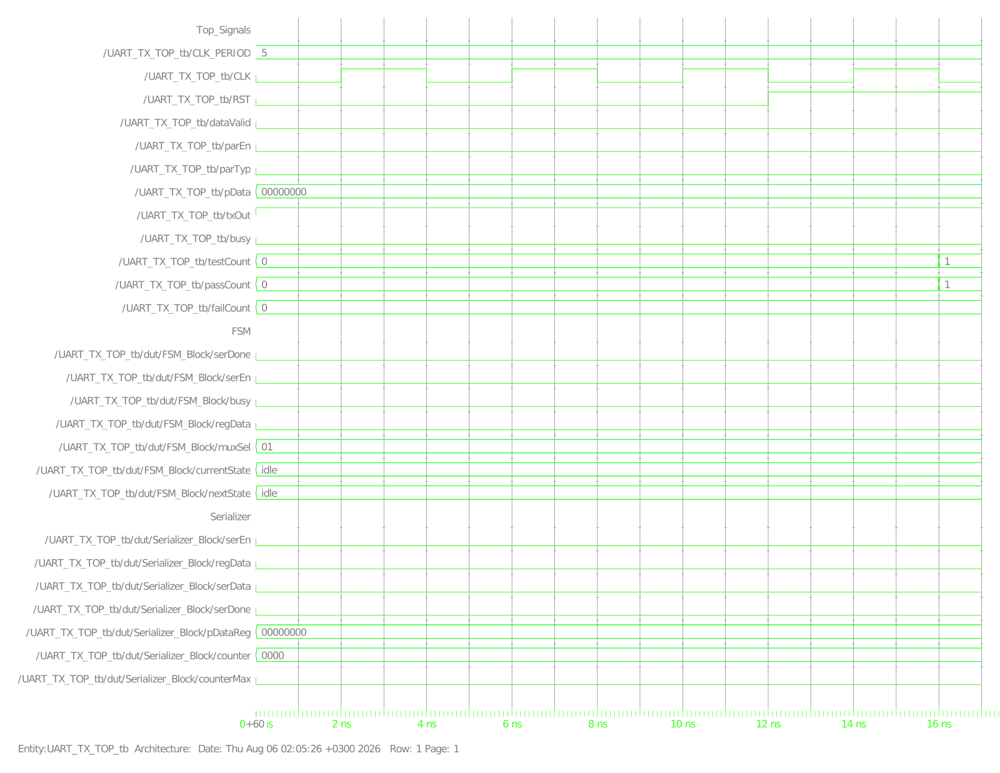 Top_Signals
/UART_TX_TOP_tb/CLK_PERIOD 5
/UART_TX_TOP_tb/CLK
/UART_TX_TOP_tb/RST
/UART_TX_TOP_tb/dataValid
/UART_TX_TOP_tb/parEn
/UART_TX_TOP_tb/parTyp
/UART_TX_TOP_tb/pData 00000000
/UART_TX_TOP_tb/txOut
/UART_TX_TOP_tb/busy
/UART_TX_TOP_tb/testCount 0 1
/UART_TX_TOP_tb/passCount 0 1
/UART_TX_TOP_tb/failCount 0
FSM
/UART_TX_TOP_tb/dut/FSM_Block/serDone
/UART_TX_TOP_tb/dut/FSM_Block/serEn
/UART_TX_TOP_tb/dut/FSM_Block/busy
/UART_TX_TOP_tb/dut/FSM_Block/regData
/UART_TX_TOP_tb/dut/FSM_Block/muxSel 01
/UART_TX_TOP_tb/dut/FSM_Block/currentState idle
/UART_TX_TOP_tb/dut/FSM_Block/nextState idle
Serializer
/UART_TX_TOP_tb/dut/Serializer_Block/serEn
/UART_TX_TOP_tb/dut/Serializer_Block/regData
/UART_TX_TOP_tb/dut/Serializer_Block/serData
/UART_TX_TOP_tb/dut/Serializer_Block/serDone
/UART_TX_TOP_tb/dut/Serializer_Block/pDataReg 00000000
/UART_TX_TOP_tb/dut/Serializer_Block/counter 0000
/UART_TX_TOP_tb/dut/Serializer_Block/counterMax
0+60 2 ns 4 ns 6 ns 8 ns 10 ns 12 ns 14 ns 16 ns
Entity:UART_TX_TOP_tb Architecture: Date: Thu Aug 06 02:05:26 +0300 2026 Row: 1 Page: 1